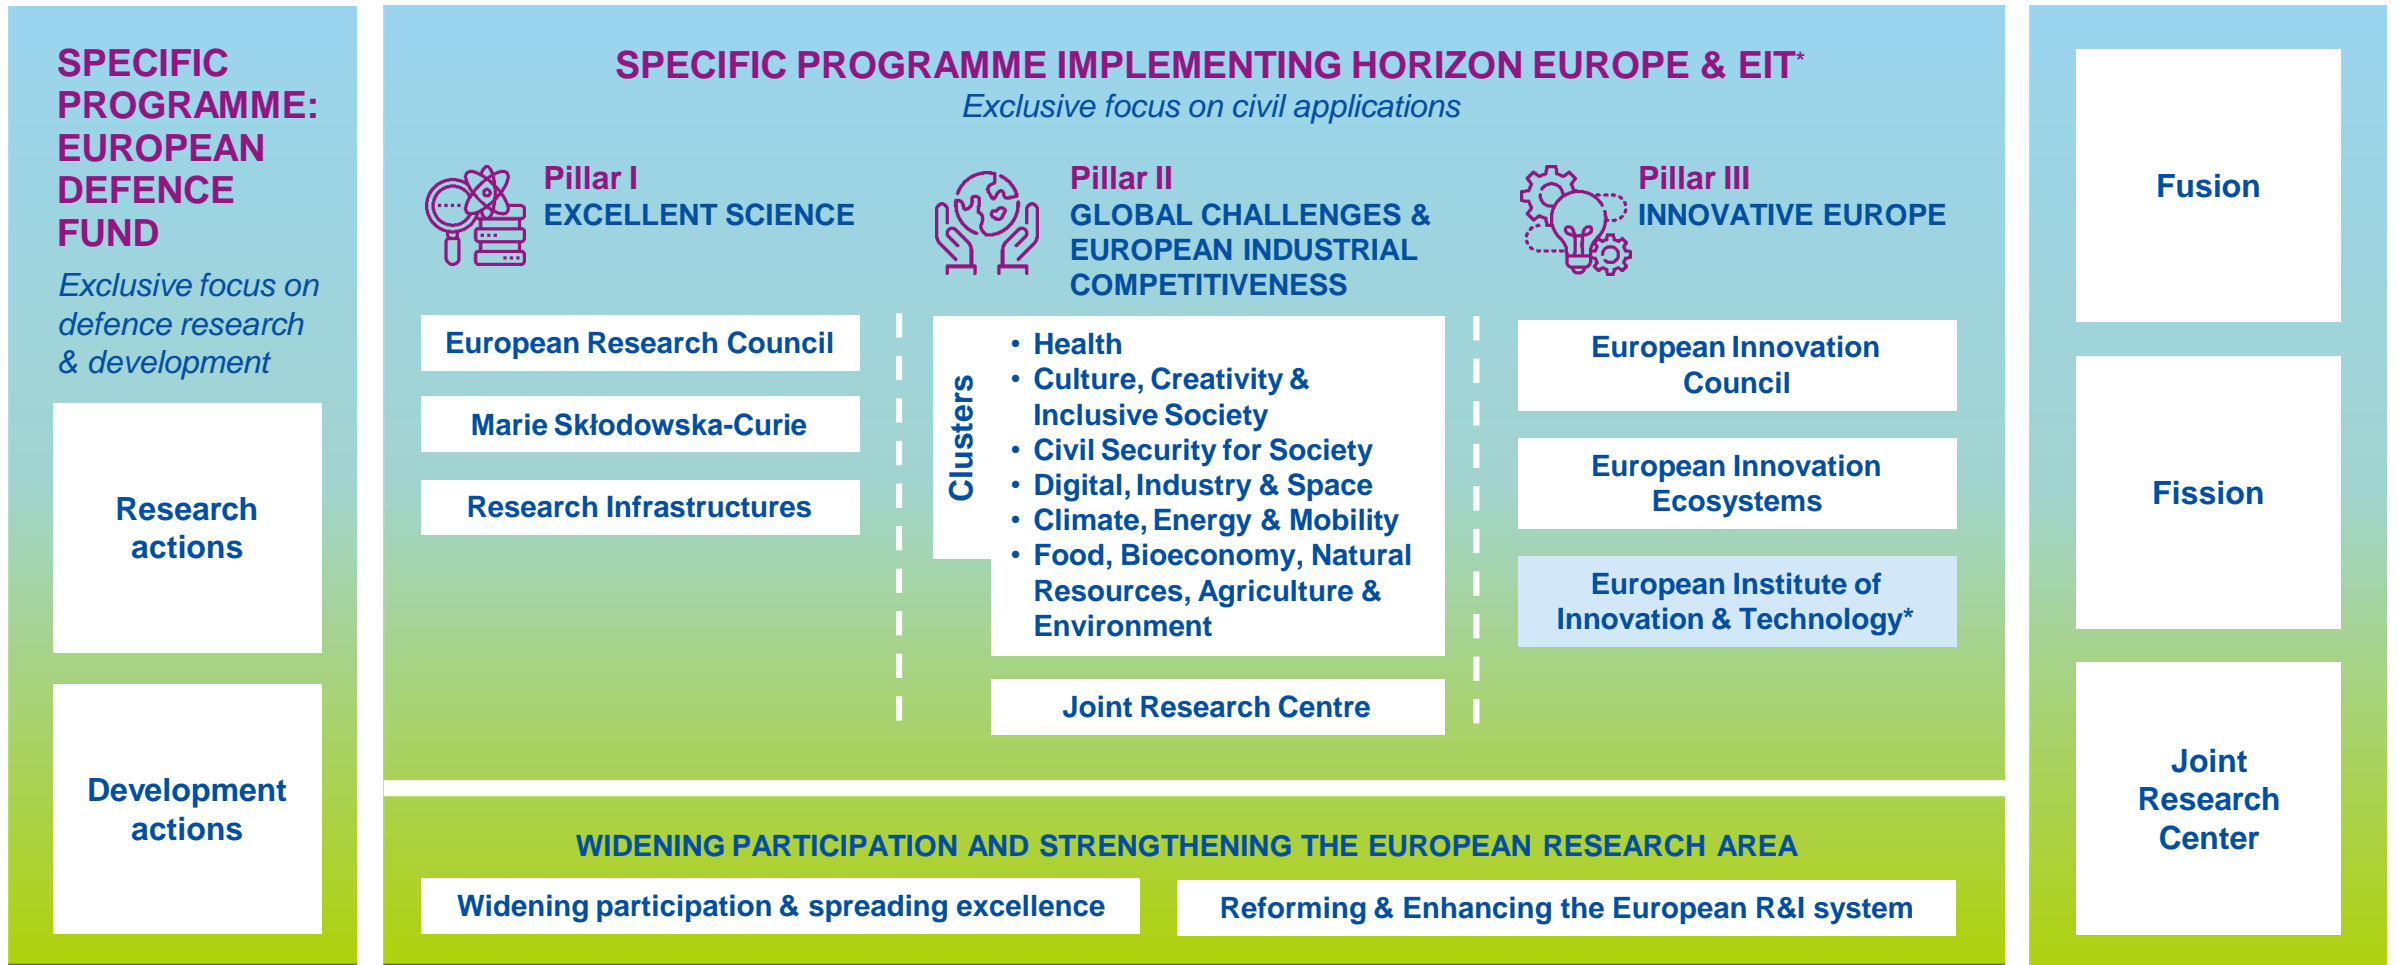 SPECIFIC
PROGRAMME:
EUROPEAN
DEFENCE
FUND
Exclusive focus on
defence research
& development
Research
actions
Development
actions
SPECIFIC PROGRAMME IMPLEMENTING HORIZON EUROPE & EIT*
Exclusive focus on civil applications
Pillar I
EXCELLENT SCIENCE
European Research Council
Marie Skłodowska-Curie
Research Infrastructures
Pillar II
GLOBAL CHALLENGES &
EUROPEAN INDUSTRIAL
COMPETITIVENESS
Clusters
• Health
• Culture, Creativity &
Inclusive Society
• Civil Security for Society
• Digital, Industry & Space
• Climate, Energy & Mobility
• Food, Bioeconomy, Natural
Resources, Agriculture &
Environment
Joint Research Centre
Pillar III
INNOVATIVE EUROPE
European Innovation
Council
European Innovation
Ecosystems
European Institute of
Innovation & Technology*
WIDENING PARTICIPATION AND STRENGTHENING THE EUROPEAN RESEARCH AREA
Widening participation & spreading excellence
Reforming & Enhancing the European R&I system
Fusion
Fission
Joint
Research
Center